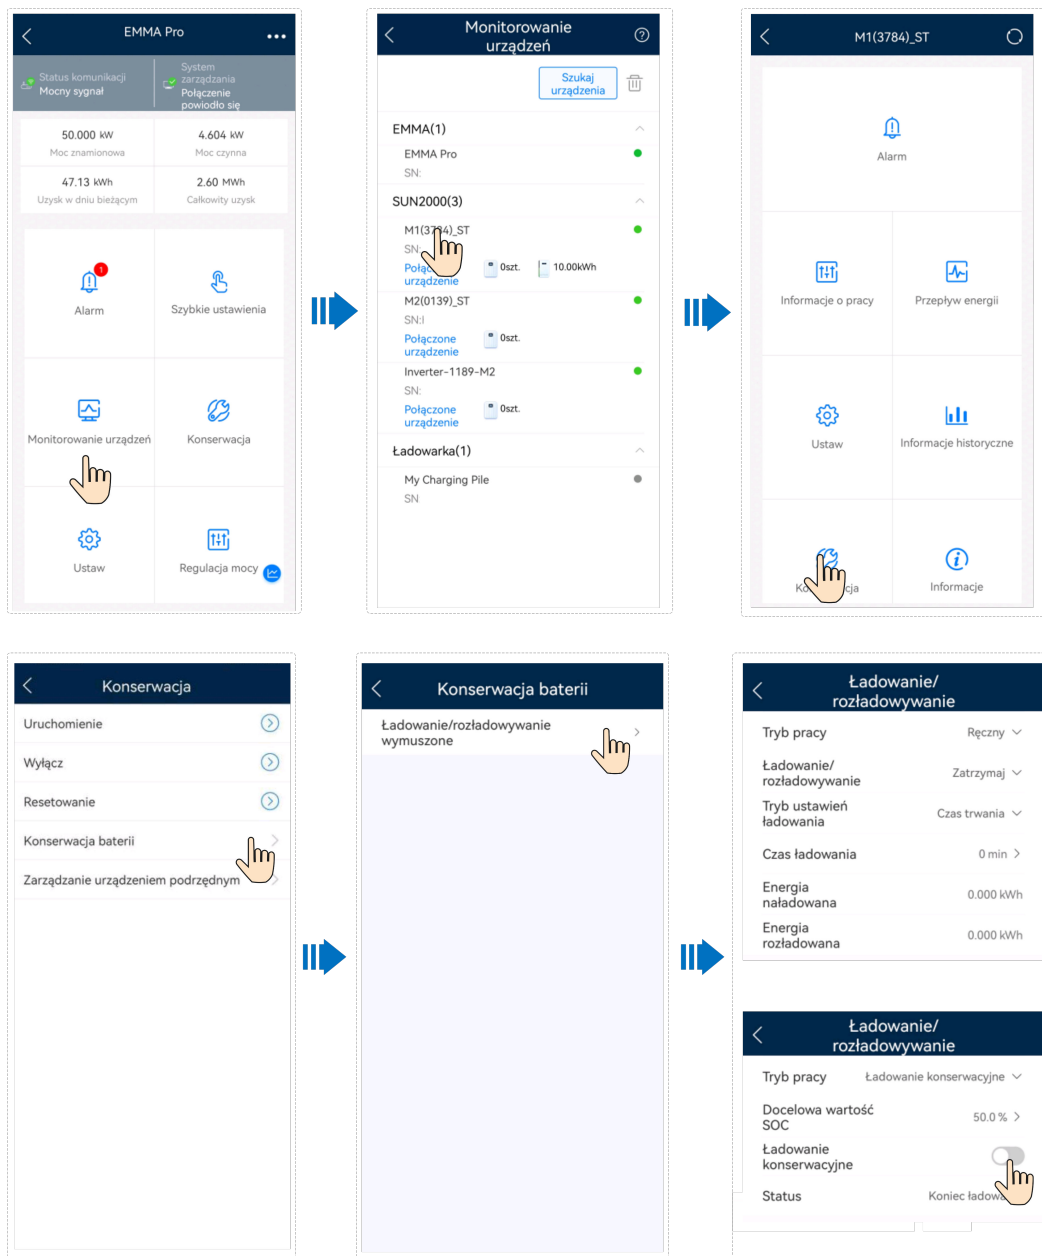 EMMA Pro
Status komunikacji
Mocny sygnał
System
zarządzania
Połączenie
powiodło się
50.000 kW
Moc znamionowa
4.604 kW
Moc czynna
47.13 kWh
Uzysk w dniu bieżącym
2.60 MWh
Całkowity uzysk
1
Alarm
Szybkie ustawienia
Monitorowanie urządzeń
Konserwacja
Ustaw
Regulacja mocy
Monitorowanie
urządzeń
Szukaj
urządzenia
EMMA(1)
EMMA Pro
SN:
SUN2000(3)
M1(3784)_ST
SN:
urządzenie
0szt.
10.00kWh
M2(0139)_ST
SN:
Połączone
urządzenie
0szt.
Inverter-1189-M2
SN:
Połączone
urządzenie
0szt.
Ładowarka(1)
My Charging Pile
SN
M1(3784)_ST
Alarm
Informacje o pracy
Przepływ energii
Ustaw
Informacje historyczne
Informacje
Konserwacja
Uruchomienie
Wyłącz
Resetowanie
Konserwacja baterii
Zarządzanie urządzeniem podrzędnym
Konserwacja baterii
Ładowanie/rozładowywanie
wymuszone
Ładowanie/
rozładowywanie
Tryb pracy
Ręczny
Ładowanie/
rozładowywanie
Zatrzymaj
Tryb ustawień
ładowania
Czas trwania
Czas ładowania
0 min
Energia
naładowana
0.000 kWh
Energia
rozładowana
0.000 kWh
Ładowanie/
rozładowywanie
Tryb pracy
Ładowanie konserwacyjne
Docelowa wartość
SOC
50.0 %
Ładowanie
konserwacyjne
Status
Koniec